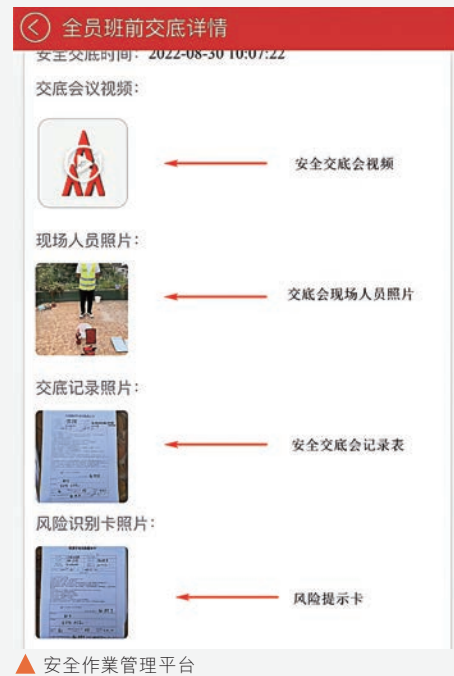 全员班前交底详情
安全交底时间：2022-08-30 10:07:22
交底会议视频：
安全交底会视频
现场人员照片：
交底会现场人员照片
交底记录照片：
安全交底会记录表
风险识别卡照片：
风险提示卡
安全作業管理平台